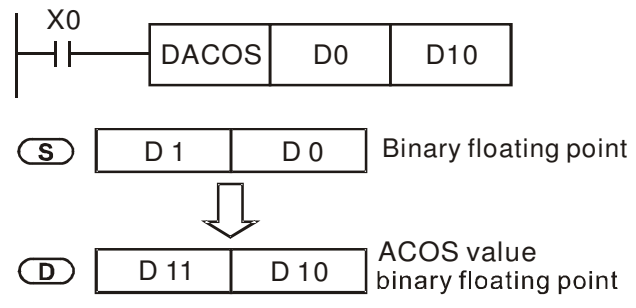 X0
DACOS D0 D10
S D 1 D 0 Binary floating point
D D 11 D 10 ACOS value
binary floating point